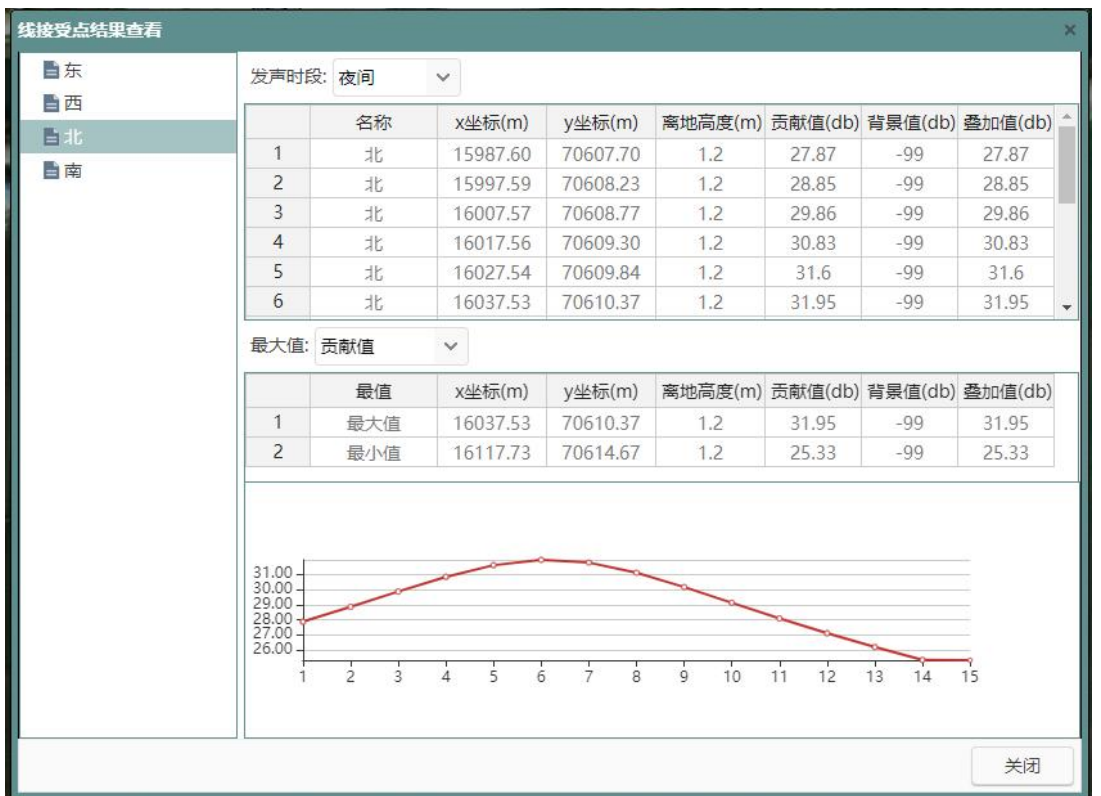 线接受点结果查看 ×
东
西
北
南
发声时段: 夜间
名称 x坐标(m) y坐标(m) 离地高度(m) 贡献值(db) 背景值(db) 叠加值(db)
1 北 15987.60 70607.70 1.2 27.87 -99 27.87
2 北 15997.59 70608.23 1.2 28.85 -99 28.85
3 北 16007.57 70608.77 1.2 29.86 -99 29.86
4 北 16017.56 70609.30 1.2 30.83 -99 30.83
5 北 16027.54 70609.84 1.2 31.6 -99 31.6
6 北 16037.53 70610.37 1.2 31.95 -99 31.95
最大值: 贡献值
最值 x坐标(m) y坐标(m) 离地高度(m) 贡献值(db) 背景值(db) 叠加值(db)
1 最大值 16037.53 70610.37 1.2 31.95 -99 31.95
2 最小值 16117.73 70614.67 1.2 25.33 -99 25.33
31.00
30.00
29.00
28.00
27.00
26.00
1 2 3 4 5 6 7 8 9 10 11 12 13 14 15
关闭